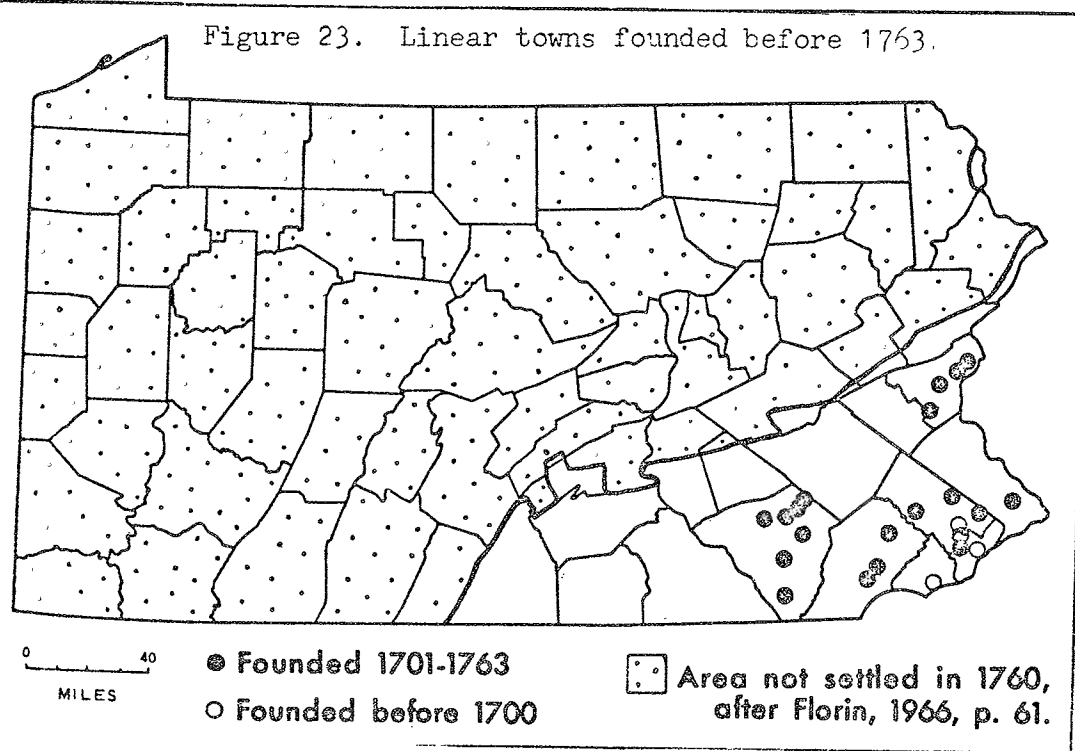 Figure 23. Linear towns founded before 1763.
0 40
MILES
Founded 1701-1763
Founded before 1700
Area not settled in 1760,
after Florin, 1966, p. 61.